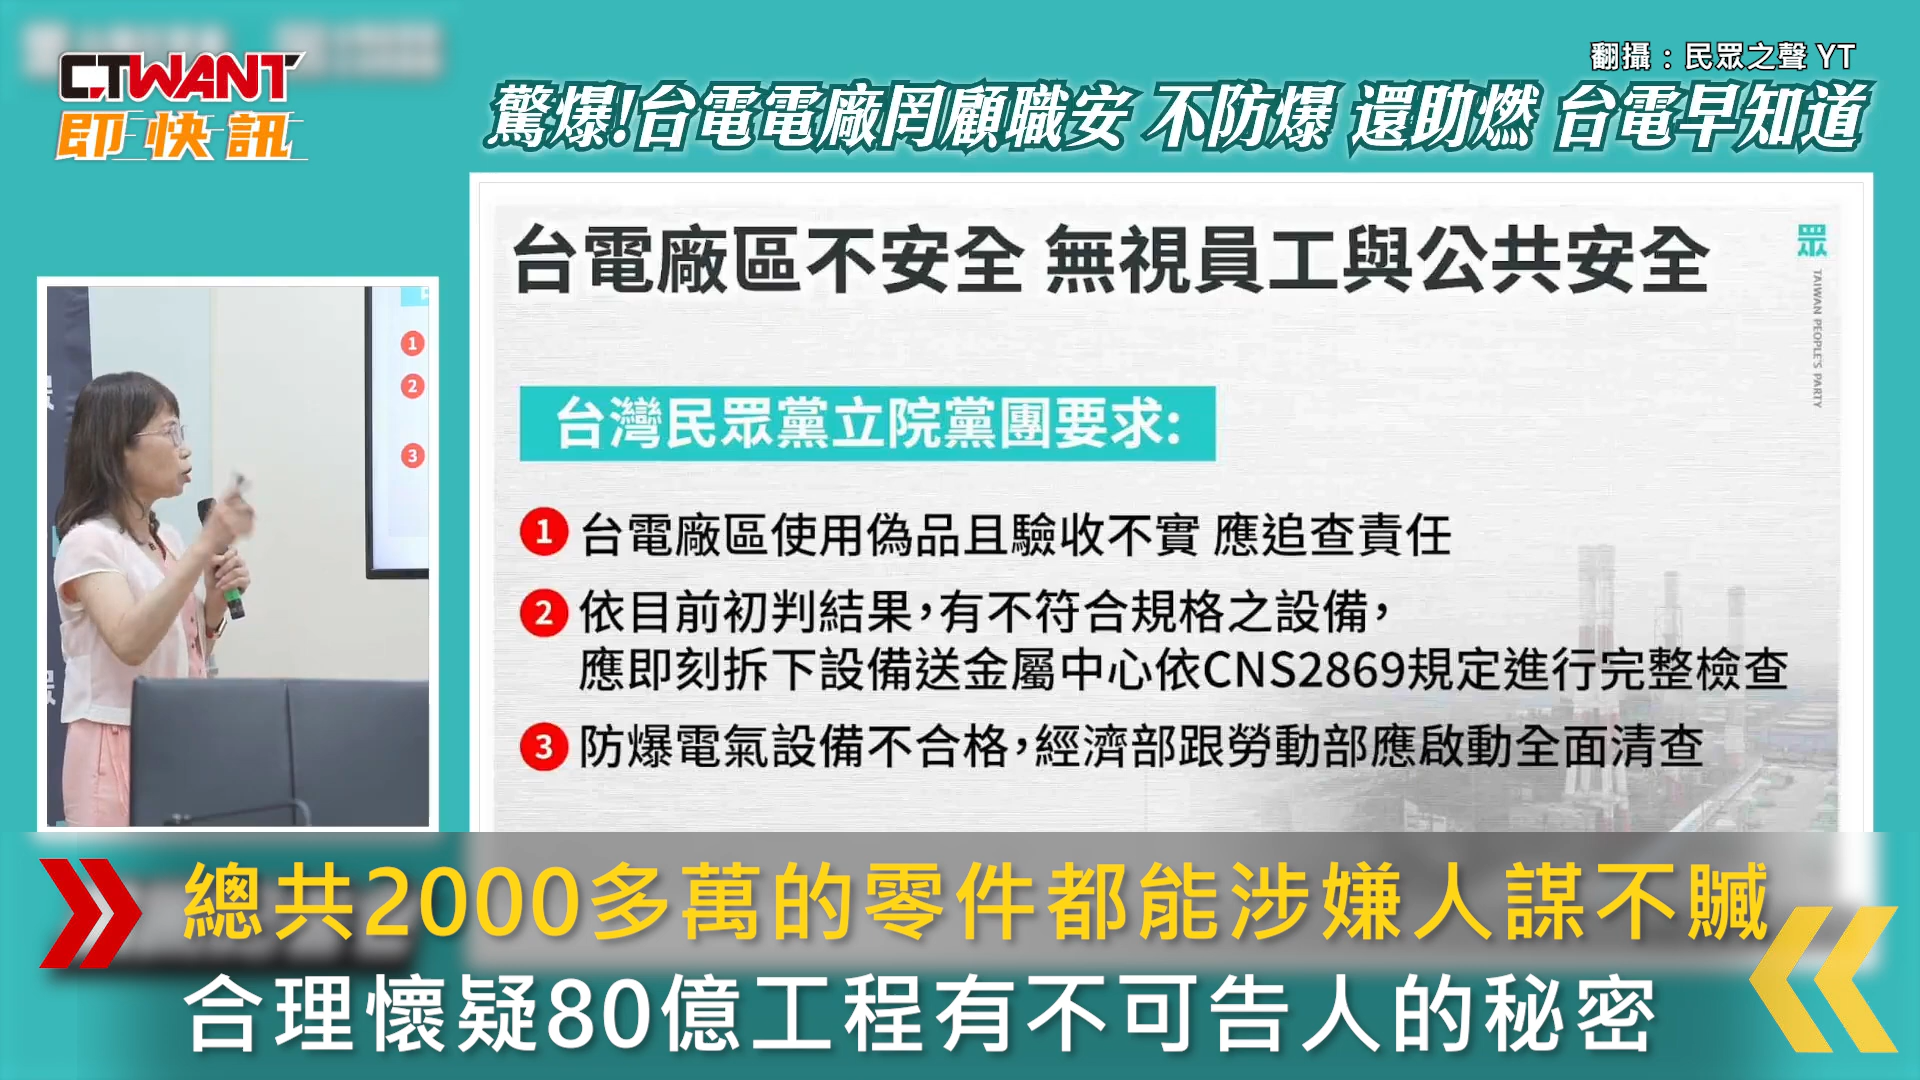 CTWANT
即快訊
翻攝：民眾之聲 YT
驚爆!台電電廠罔顧職安 不防爆 還助燃 台電早知道
台電廠區不安全 無視員工與公共安全
眾
TAIWAN PEOPLE'S PARTY
台灣民眾黨立院黨團要求:
1 台電廠區使用偽品且驗收不實 應追查責任
2 依目前初判結果,有不符合規格之設備,
應即刻拆下設備送金屬中心依CNS2869規定進行完整檢查
3 防爆電氣設備不合格,經濟部跟勞動部應啟動全面清查
1
2
3
總共2000多萬的零件都能涉嫌人謀不贓
合理懷疑80億工程有不可告人的秘密